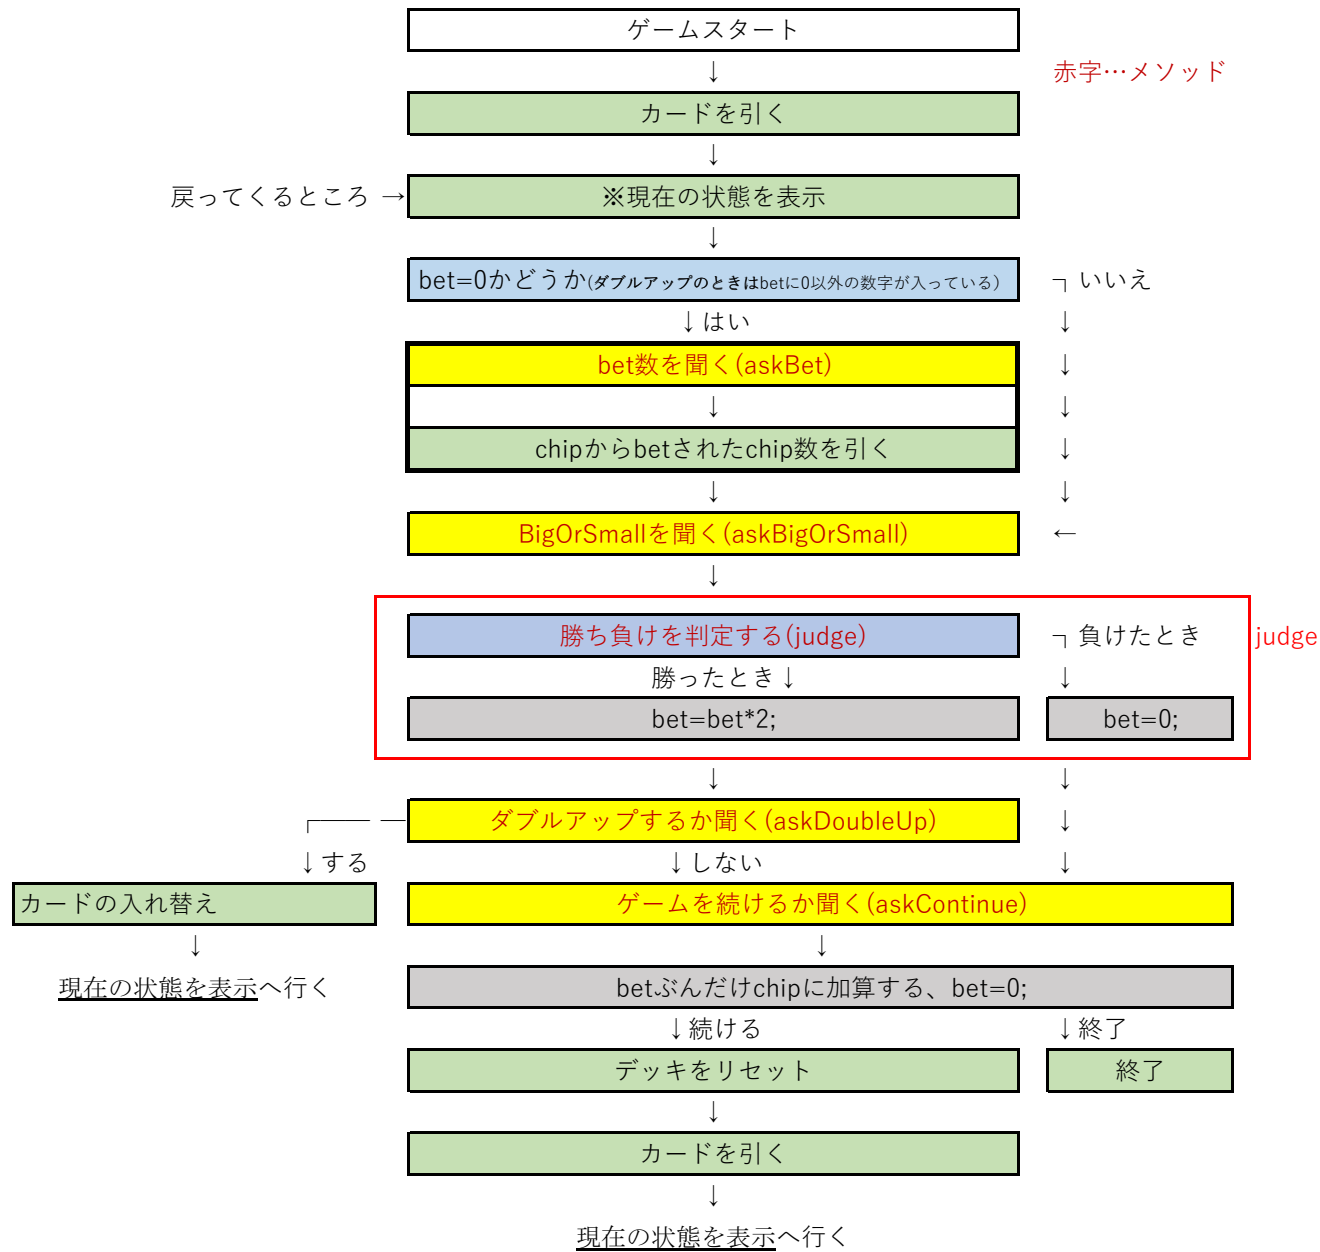 ゲームスタート
↓
赤字…メソッド
カードを引く
↓
戻ってくるところ →
※現在の状態を表示
↓
bet=0かどうか(ダブルアップのときはbetに0以外の数字が入っている)
┐いいえ
↓はい
↓
bet数を聞く(askBet)
↓
↓
↓
chipからbetされたchip数を引く
↓
↓
↓
BigOrSmallを聞く(askBigOrSmall)
←
↓
勝ち負けを判定する(judge)
┐負けたとき
judge
勝ったとき↓
↓
bet=bet*2;
bet=0;
↓
↓
ダブルアップするか聞く(askDoubleUp)
↓
↓する
↓しない
↓
カードの入れ替え
ゲームを続けるか聞く(askContinue)
↓
↓
現在の状態を表示へ行く
betぶんだけchipに加算する、bet=0;
↓続ける
↓終了
デッキをリセット
終了
↓
カードを引く
↓
現在の状態を表示へ行く